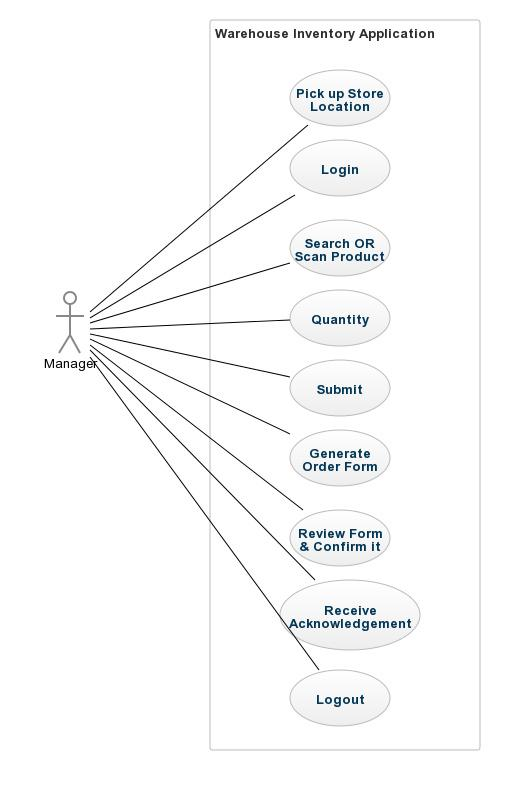 Warehouse Inventory Application
Pick up Store
Location
Login
Search OR
Scan Product
Quantity
Manager
Submit
Generate
Order Form
Review Form
& Confirm it
Receive
Acknowledgement
Logout